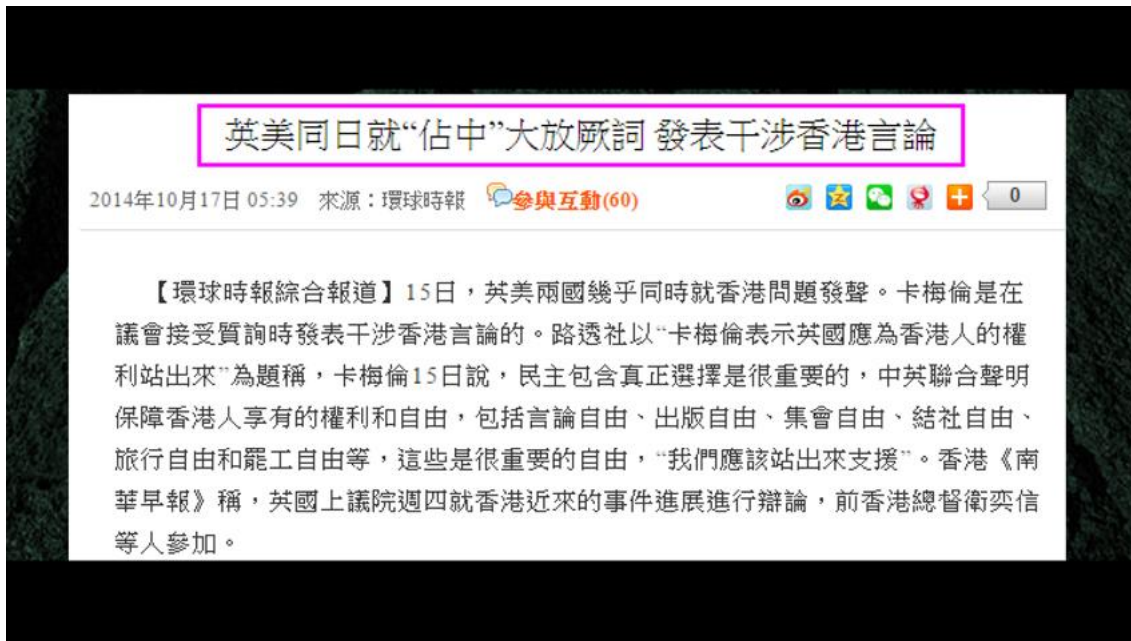 英美同日就“佔中”大放厥詞 發表干涉香港言論
2014年10月17日 05:39 來源：環球時報 參與互動(60) 0
【環球時報綜合報道】15日，英美兩國幾乎同時就香港問題發聲。卡梅倫是在
議會接受質詢時發表干涉香港言論的。路透社以“卡梅倫表示英國應為香港人的權
利站出來”為題稱，卡梅倫15日說，民主包含真正選擇是很重要的，中英聯合聲明
保障香港人享有的權利和自由，包括言論自由、出版自由、集會自由、結社自由、
旅行自由和罷工自由等，這些是很重要的自由，“我們應該站出來支援”。香港《南
華早報》稱，英國上議院週四就香港近來的事件進展進行辯論，前香港總督衛奕信
等人參加。